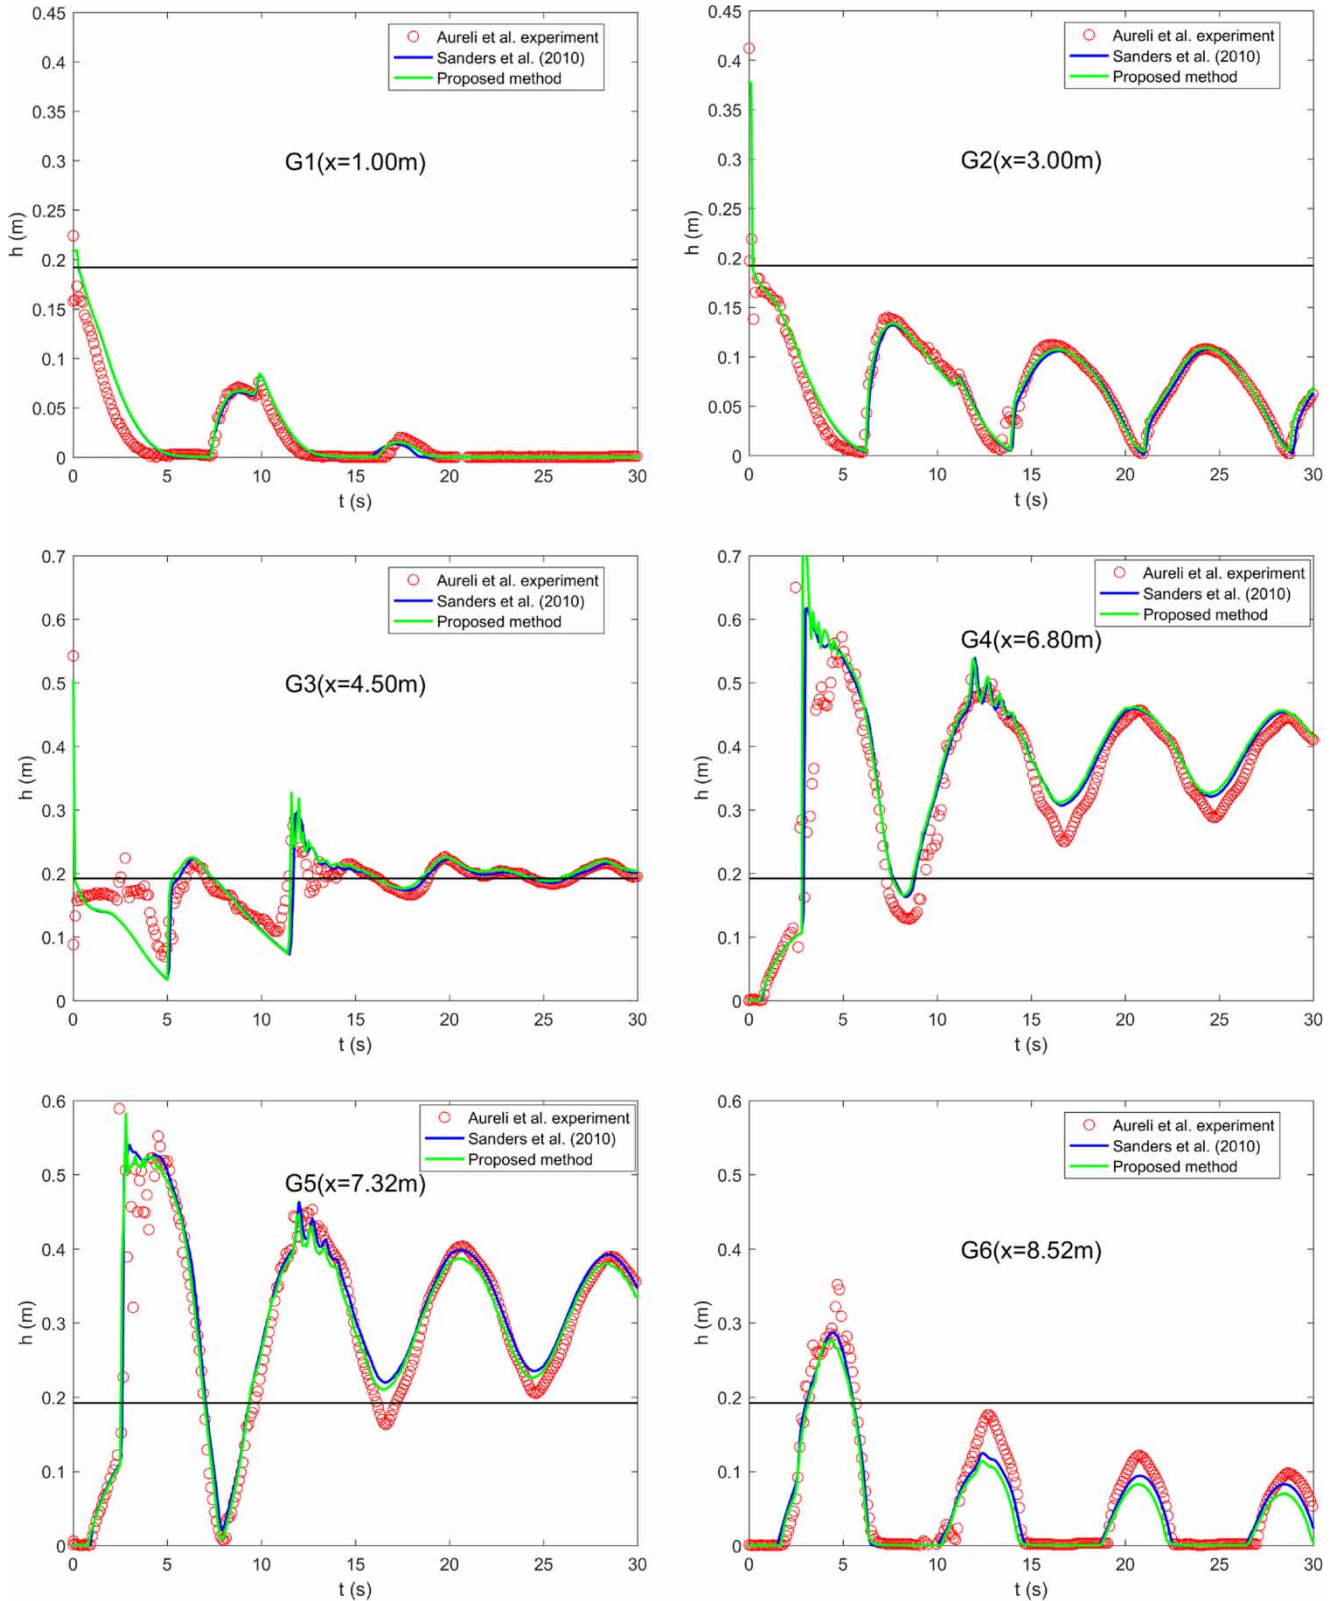 0.45
0.4
0.35
0.3
0.25
0.2
0.15
0.1
0.05
0
h (m)
Aureli et al. experiment
Sanders et al. (2010)
Proposed method
G1(x=1.00m)
0 5 10 15 20 25 30
t (s)
0.45
0.4
0.35
0.3
0.25
0.2
0.15
0.1
0.05
0
h (m)
Aureli et al. experiment
Sanders et al. (2010)
Proposed method
G2(x=3.00m)
0 5 10 15 20 25 30
t (s)
0.7
0.6
0.5
0.4
0.3
0.2
0.1
0
h (m)
Aureli et al. experiment
Sanders et al. (2010)
Proposed method
G3(x=4.50m)
0 5 10 15 20 25 30
t (s)
0.7
0.6
0.5
0.4
0.3
0.2
0.1
0
h (m)
Aureli et al. experiment
Sanders et al. (2010)
Proposed method
G4(x=6.80m)
0 5 10 15 20 25 30
t (s)
0.6
0.5
0.4
0.3
0.2
0.1
0
h (m)
Aureli et al. experiment
Sanders et al. (2010)
Proposed method
G5(x=7.32m)
0 5 10 15 20 25 30
t (s)
0.6
0.5
0.4
0.3
0.2
0.1
0
h (m)
Aureli et al. experiment
Sanders et al. (2010)
Proposed method
G6(x=8.52m)
0 5 10 15 20 25 30
t (s)